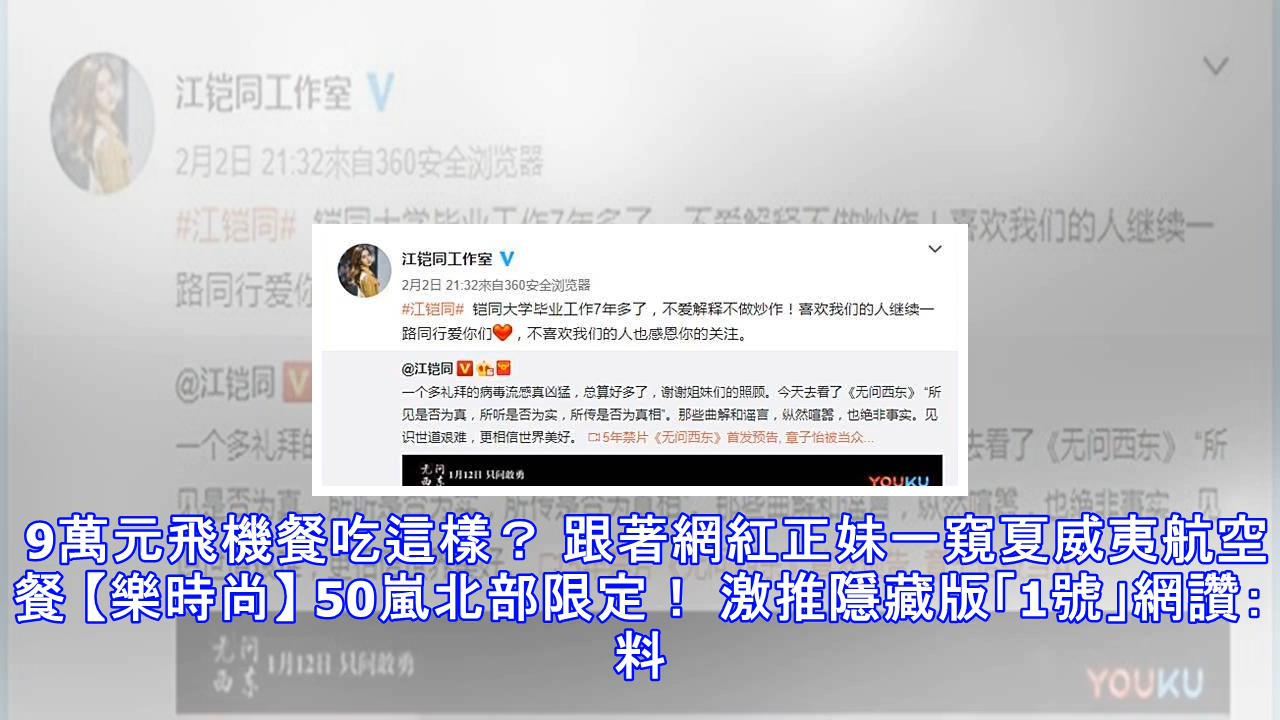 江铠同工作室 V
2月2日 21:32來自360安全浏览器
#江铠同# 铠同大学毕业工作7年多了，不爱解释不做炒作！喜欢我们的人继续一
路同行爱你们❤，不喜欢我们的人也感恩你的关注。
@江铠同 V
一个多礼拜的病毒流感真凶猛，总算好多了，谢谢姐妹们的照顾。今天去看了《无问西东》 “所
见是否为真，所听是否为实，所传是否为真相”。那些曲解和谣言，纵然喧嚣，也绝非事实。见
识世道艰难，更相信世界美好。 5年禁片《无问西东》首发预告, 章子怡被当众...
无问西东 1月12日 只问敢勇
YOUKU
9萬元飛機餐吃這樣？ 跟著網紅正妹一窺夏威夷航空
餐【樂時尚】50嵐北部限定！ 激推隱藏版「1號」網讚：
料